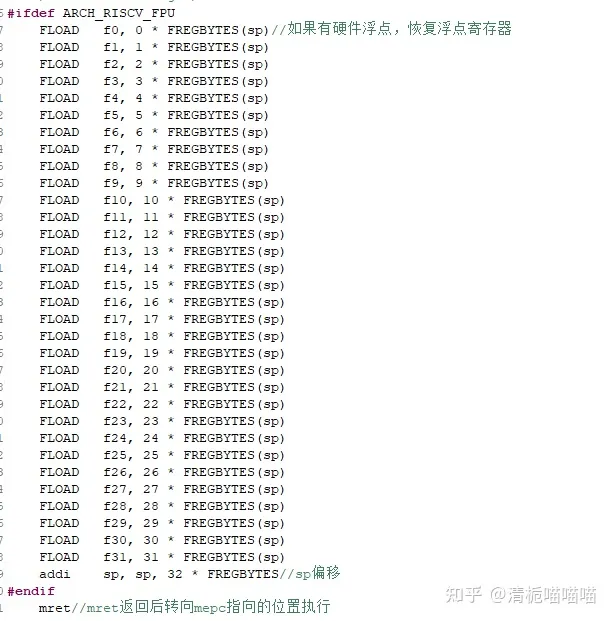 #ifdef ARCH_RISCV_FPU
FLOAD f0, 0 * FREGBYTES(sp)//如果有硬件浮点，恢复浮点寄存器
FLOAD f1, 1 * FREGBYTES(sp)
FLOAD f2, 2 * FREGBYTES(sp)
FLOAD f3, 3 * FREGBYTES(sp)
FLOAD f4, 4 * FREGBYTES(sp)
FLOAD f5, 5 * FREGBYTES(sp)
FLOAD f6, 6 * FREGBYTES(sp)
FLOAD f7, 7 * FREGBYTES(sp)
FLOAD f8, 8 * FREGBYTES(sp)
FLOAD f9, 9 * FREGBYTES(sp)
FLOAD f10, 10 * FREGBYTES(sp)
FLOAD f11, 11 * FREGBYTES(sp)
FLOAD f12, 12 * FREGBYTES(sp)
FLOAD f13, 13 * FREGBYTES(sp)
FLOAD f14, 14 * FREGBYTES(sp)
FLOAD f15, 15 * FREGBYTES(sp)
FLOAD f16, 16 * FREGBYTES(sp)
FLOAD f17, 17 * FREGBYTES(sp)
FLOAD f18, 18 * FREGBYTES(sp)
FLOAD f19, 19 * FREGBYTES(sp)
FLOAD f20, 20 * FREGBYTES(sp)
FLOAD f21, 21 * FREGBYTES(sp)
FLOAD f22, 22 * FREGBYTES(sp)
FLOAD f23, 23 * FREGBYTES(sp)
FLOAD f24, 24 * FREGBYTES(sp)
FLOAD f25, 25 * FREGBYTES(sp)
FLOAD f26, 26 * FREGBYTES(sp)
FLOAD f27, 27 * FREGBYTES(sp)
FLOAD f28, 28 * FREGBYTES(sp)
FLOAD f29, 29 * FREGBYTES(sp)
FLOAD f30, 30 * FREGBYTES(sp)
FLOAD f31, 31 * FREGBYTES(sp)
addi sp, sp, 32 * FREGBYTES//sp偏移
#endif
mret//mret返回后转向mepc指向的位置执行
知乎 @清栀喵喵喵